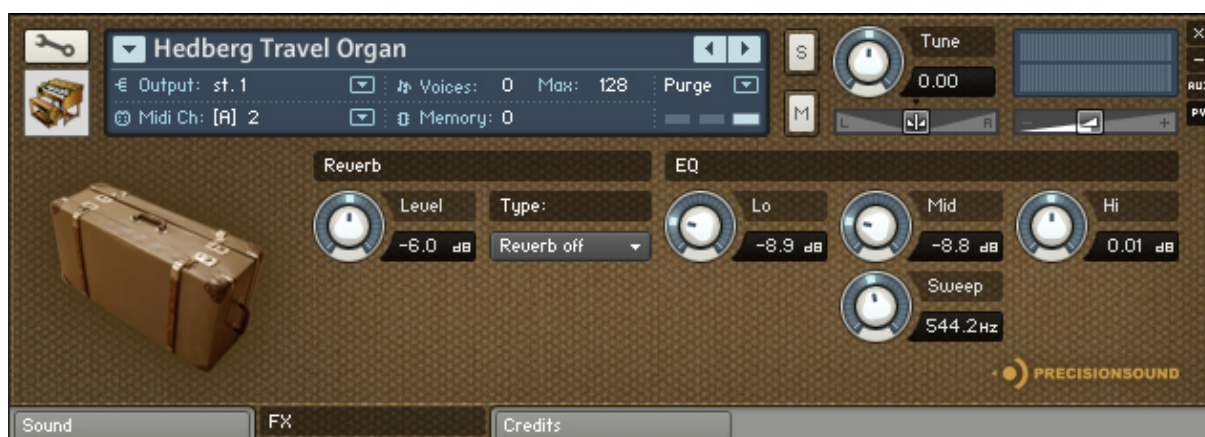 Hedberg Travel Organ
S
Tune
0.00
X
-
Output: st. 1
Voices: 0 Max: 128
Purge
AUX
Midi Ch: [A] 2
Memory: 0
M
L
R
-
+
PV
Reverb
EQ
Level
-6.0 dB
Type:
Reverb off
Lo
-8.9 dB
Mid
-8.8 dB
Hi
0.01 dB
Sweep
544.2Hz
PRECISIONSOUND
Sound
FX
Credits